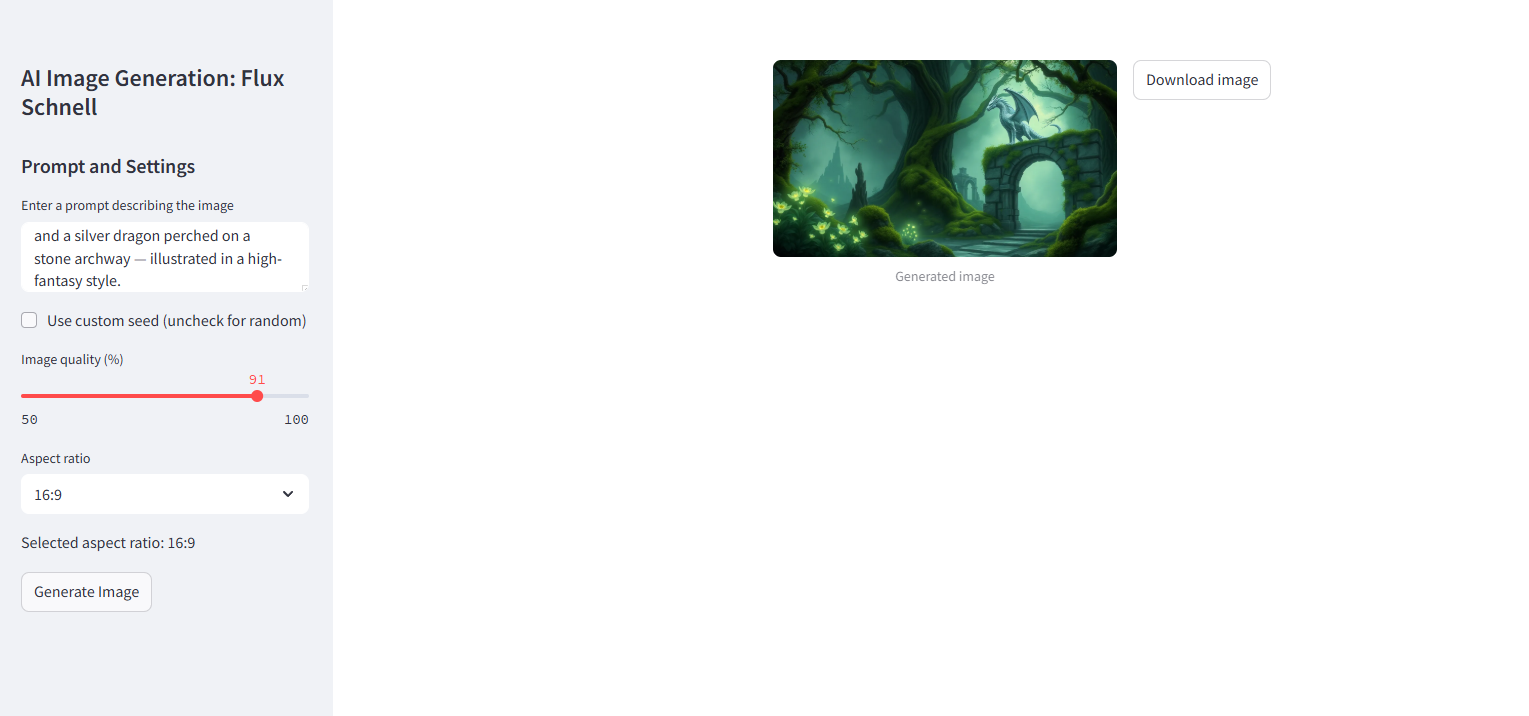 AI Image Generation: Flux
Schnell
Prompt and Settings
Enter a prompt describing the image
and a silver dragon perched on a
stone archway — illustrated in a high-
fantasy style.
Use custom seed (uncheck for random)
Image quality (%)
91
50 100
Aspect ratio
16:9
Selected aspect ratio: 16:9
Generate Image
Download image
Generated image